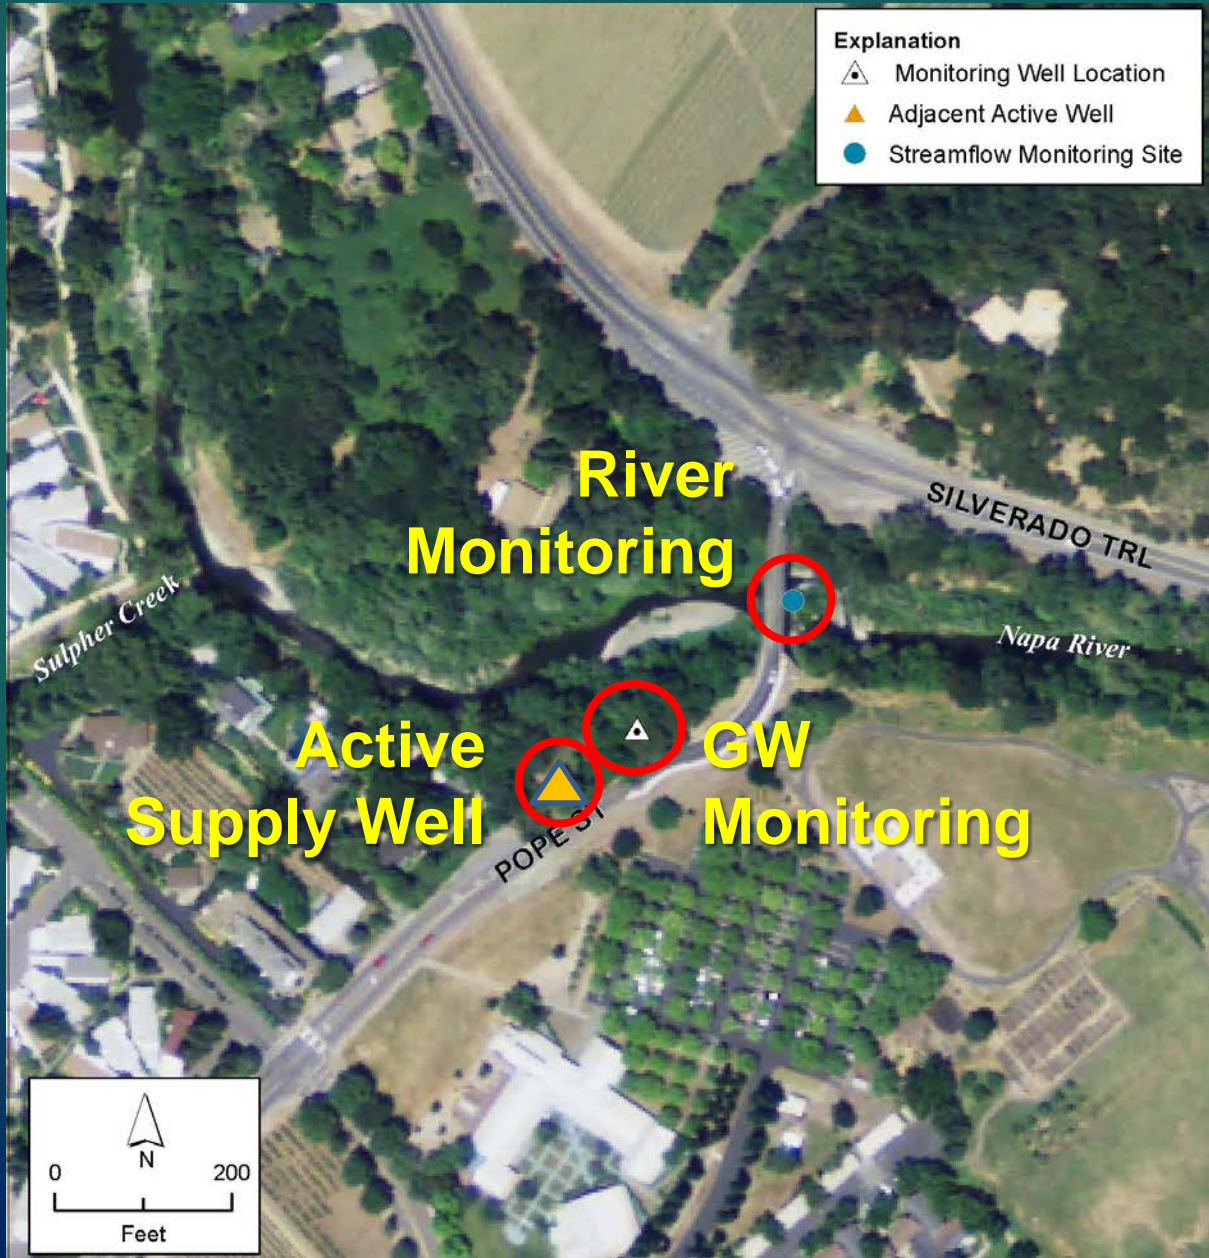 Explanation
Monitoring Well Location
Adjacent Active Well
Streamflow Monitoring Site
River
Monitoring
SILVERADO TRL
Sulpher Creek
Napa River
Active
Supply Well
GW
Monitoring
POPE ST
N
0 200
Feet